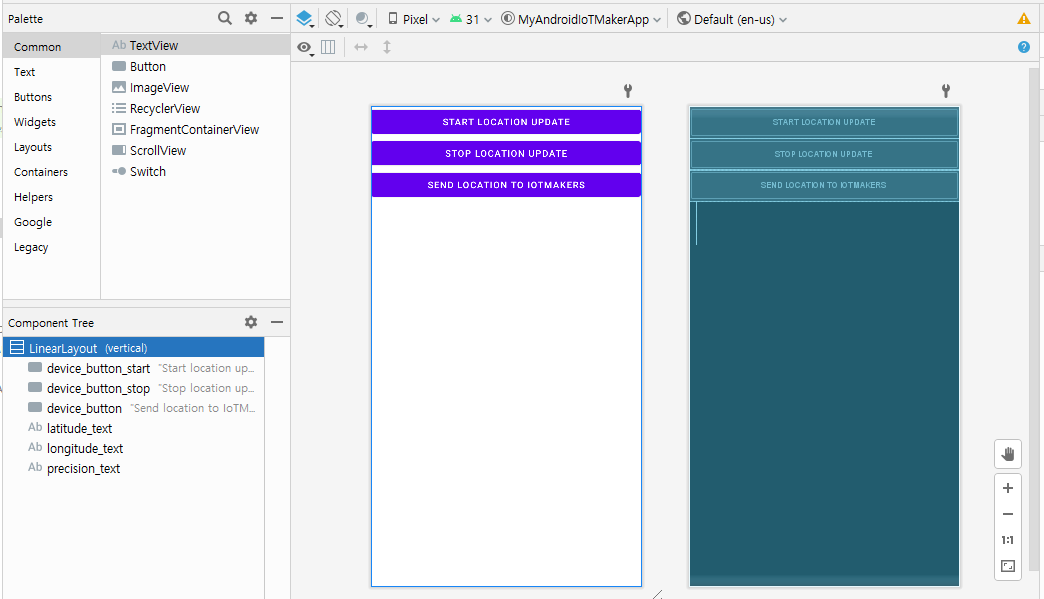 Palette
Pixel
31
MyAndroidIoTMakerApp
Default (en-us)
Common
Text
Buttons
Widgets
Layouts
Containers
Helpers
Google
Legacy
Ab TextView
Button
ImageView
RecyclerView
FragmentContainerView
ScrollView
Switch
?
START LOCATION UPDATE
STOP LOCATION UPDATE
SEND LOCATION TO IOTMAKERS
START LOCATION UPDATE
STOP LOCATION UPDATE
SEND LOCATION TO IOTMAKERS
Component Tree
LinearLayout (vertical)
device_button_start "Start location up...
device_button_stop "Stop location up...
device_button "Send location to IoTM...
Ab latitude_text
Ab longitude_text
Ab precision_text
1:1